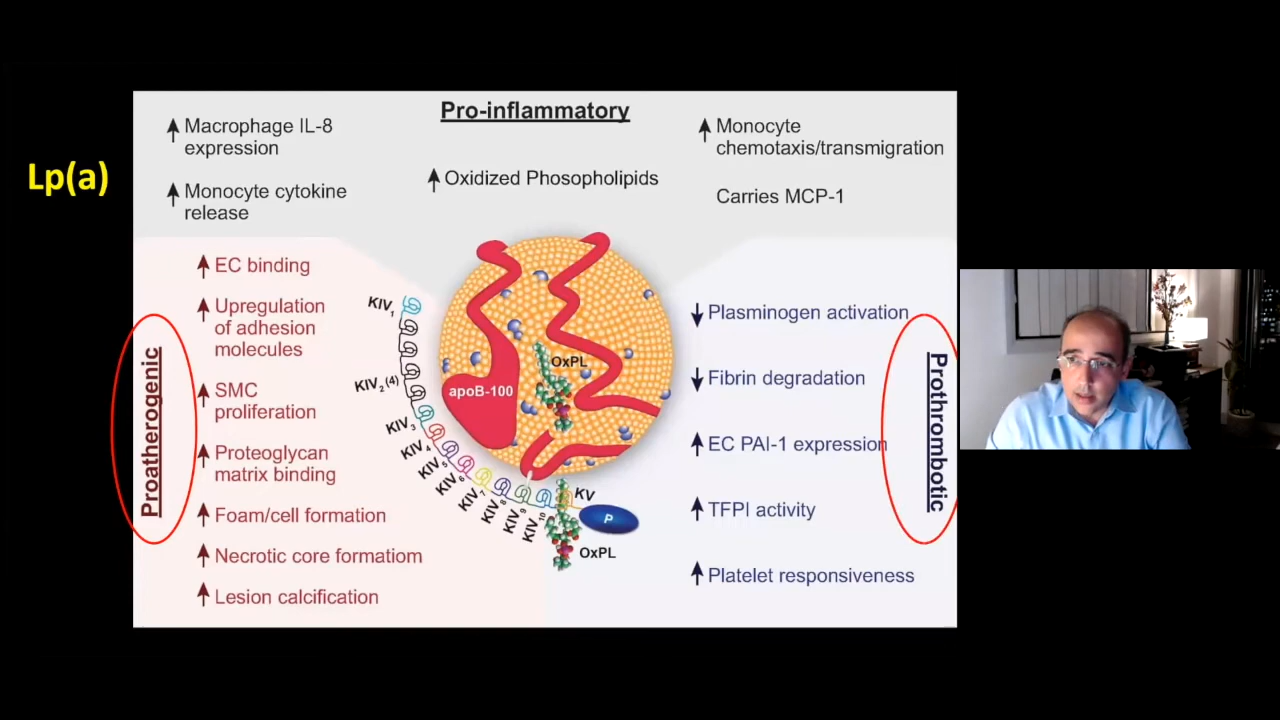 Lp(a)
Pro-inflammatory
Macrophage IL-8
expression
Monocyte cytokine
release
Oxidized Phosopholipids
Monocyte
chemotaxis/transmigration
Carries MCP-1
Proatherogenic
EC binding
Upregulation
of adhesion
molecules
SMC
proliferation
Proteoglycan
matrix binding
Foam/cell formation
Necrotic core formatiom
Lesion calcification
KIV1
KIV2 (4)
KIV3
KIV4
KIV5
KIV6
KIV7
KIV8
KIV9
KIV10
KV
P
apoB-100
OxPL
OxPL
Prothrombotic
Plasminogen activation
Fibrin degradation
EC PAI-1 expression
TFPI activity
Platelet responsiveness